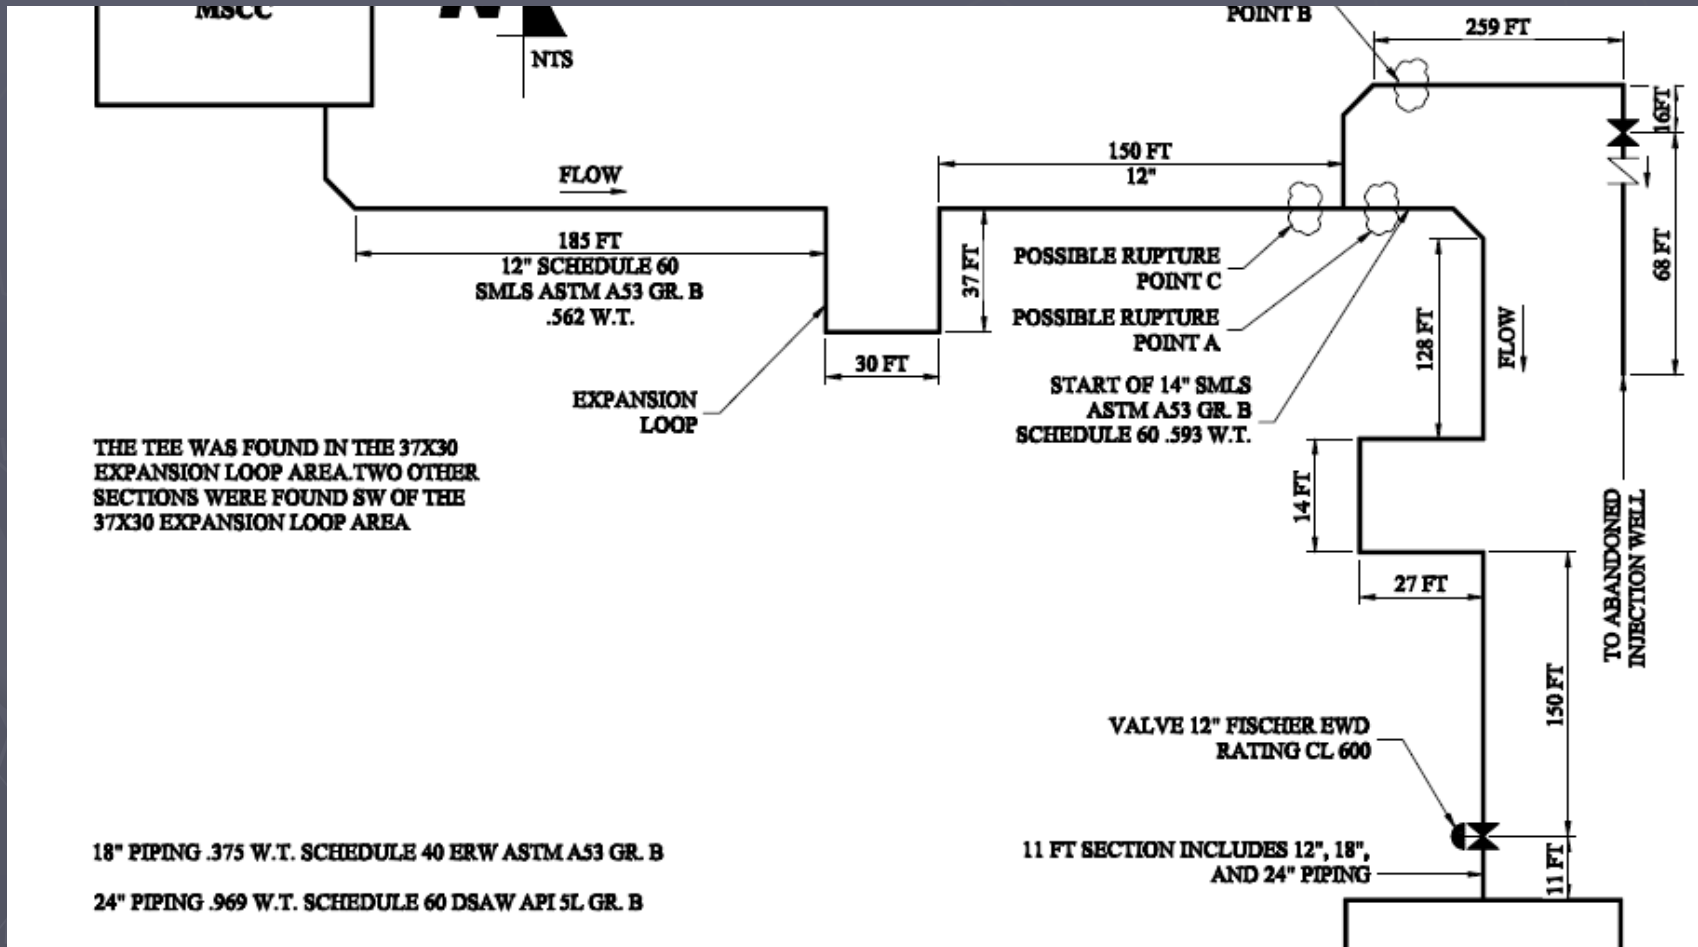 MSCC
NTS
POINT B
259 FT
16FT
FLOW
150 FT
12"
185 FT
12" SCHEDULE 60
SMLS ASTM A53 GR. B
.562 W.T.
37 FT
30 FT
EXPANSION
LOOP
POSSIBLE RUPTURE
POINT C
POSSIBLE RUPTURE
POINT A
START OF 14" SMLS
ASTM A53 GR. B
SCHEDULE 60 .593 W.T.
128 FT
FLOW
68 FT
THE TEE WAS FOUND IN THE 37X30
EXPANSION LOOP AREA.TWO OTHER
SECTIONS WERE FOUND SW OF THE
37X30 EXPANSION LOOP AREA
14 FT
27 FT
TO ABANDONED
INJECTION WELL
150 FT
VALVE 12" FISCHER EWD
RATING CL 600
11 FT SECTION INCLUDES 12", 18",
AND 24" PIPING
11 FT
18" PIPING .375 W.T. SCHEDULE 40 ERW ASTM A53 GR. B
24" PIPING .969 W.T. SCHEDULE 60 DSAW API 5L GR. B